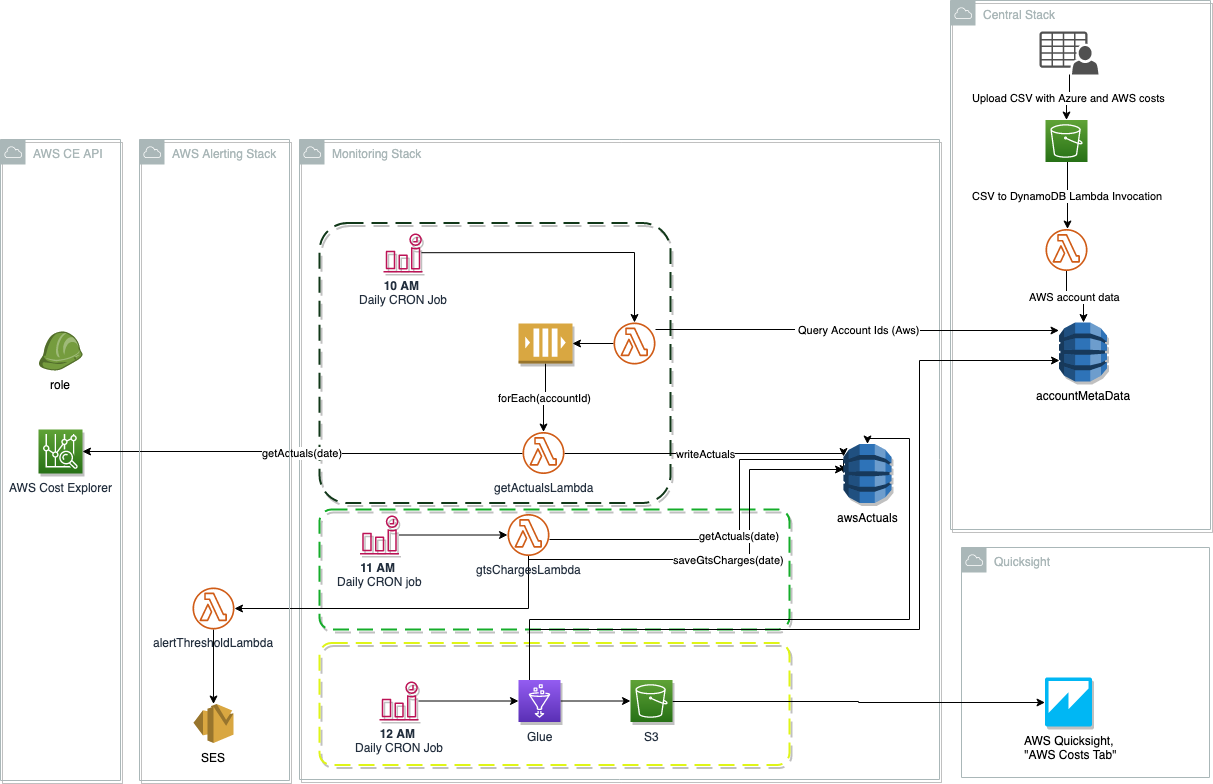 Central Stack
Upload CSV with Azure and AWS costs
CSV to DynamoDB Lambda Invocation
AWS account data
accountMetaData
AWS CE API
role
AWS Cost Explorer
AWS Alerting Stack
alertThresholdLambda
SES
Monitoring Stack
10 AM
Daily CRON Job
Query Account Ids (Aws)
forEach(accountId)
getActuals(date)
writeActuals
getActualsLambda
awsActuals
11 AM
Daily CRON job
gtsChargesLambda
getActuals(date)
saveGtsCharges(date)
12 AM
Daily CRON Job
Glue
S3
Quicksight
AWS Quicksight,
"AWS Costs Tab"